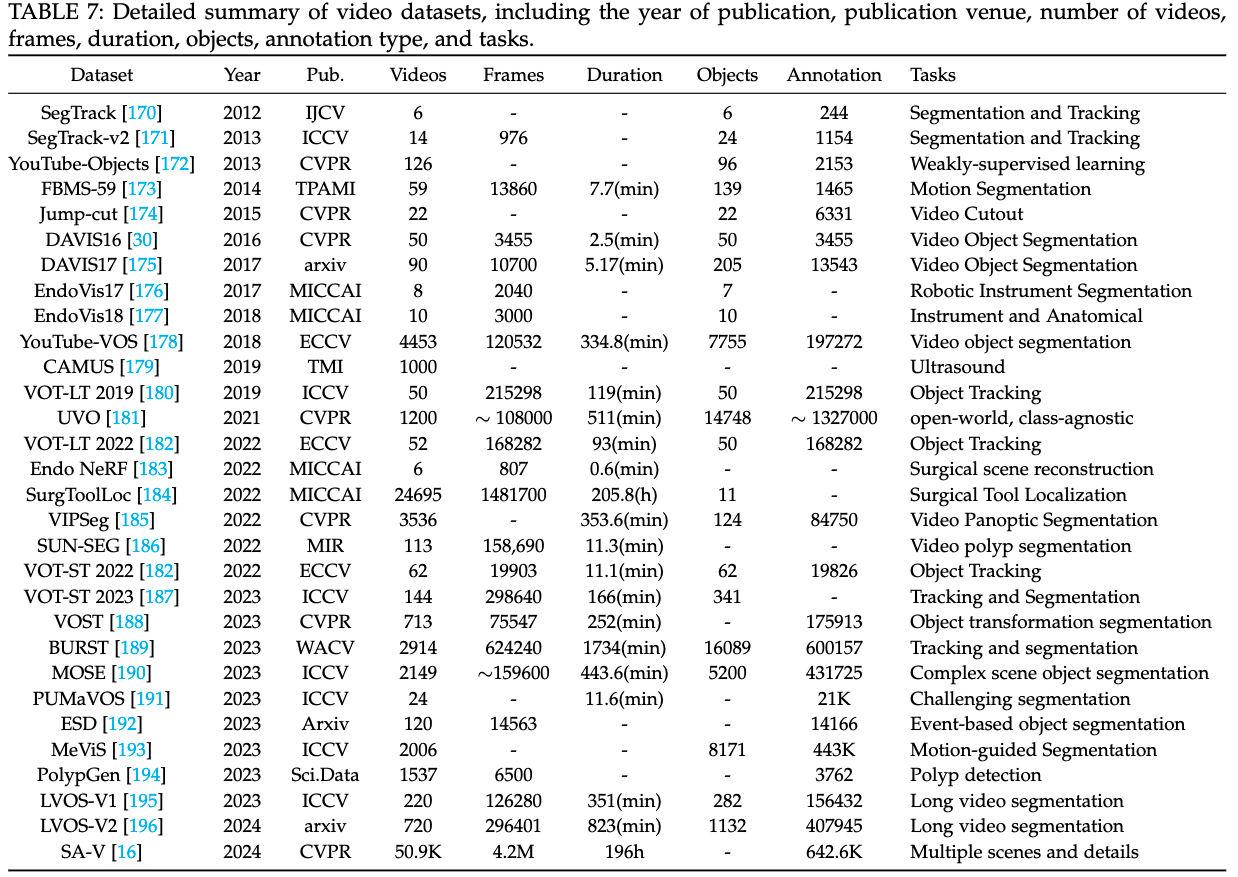 TABLE 7: Detailed summary of video datasets, including the year of publication, publication venue, number of videos,
frames, duration, objects, annotation type, and tasks.
Dataset Year Pub. Videos Frames Duration Objects Annotation Tasks
SegTrack [170] 2012 IJCV 6 - - 6 244 Segmentation and Tracking
SegTrack-v2 [171] 2013 ICCV 14 976 - 24 1154 Segmentation and Tracking
YouTube-Objects [172] 2013 CVPR 126 - - 96 2153 Weakly-supervised learning
FBMS-59 [173] 2014 TPAMI 59 13860 7.7(min) 139 1465 Motion Segmentation
Jump-cut [174] 2015 CVPR 22 - - 22 6331 Video Cutout
DAVIS16 [30] 2016 CVPR 50 3455 2.5(min) 50 3455 Video Object Segmentation
DAVIS17 [175] 2017 arxiv 90 10700 5.17(min) 205 13543 Video Object Segmentation
EndoVis17 [176] 2017 MICCAI 8 2040 - 7 - Robotic Instrument Segmentation
EndoVis18 [177] 2018 MICCAI 10 3000 - 10 - Instrument and Anatomical
YouTube-VOS [178] 2018 ECCV 4453 120532 334.8(min) 7755 197272 Video object segmentation
CAMUS [179] 2019 TMI 1000 - - - - Ultrasound
VOT-LT 2019 [180] 2019 ICCV 50 215298 119(min) 50 215298 Object Tracking
UVO [181] 2021 CVPR 1200 ~ 108000 511(min) 14748 ~ 1327000 open-world, class-agnostic
VOT-LT 2022 [182] 2022 ECCV 52 168282 93(min) 50 168282 Object Tracking
Endo NeRF [183] 2022 MICCAI 6 807 0.6(min) - - Surgical scene reconstruction
SurgToolLoc [184] 2022 MICCAI 24695 1481700 205.8(h) 11 - Surgical Tool Localization
VIPSeg [185] 2022 CVPR 3536 - 353.6(min) 124 84750 Video Panoptic Segmentation
SUN-SEG [186] 2022 MIR 113 158,690 11.3(min) - - Video polyp segmentation
VOT-ST 2022 [182] 2022 ECCV 62 19903 11.1(min) 62 19826 Object Tracking
VOT-ST 2023 [187] 2023 ICCV 144 298640 166(min) 341 - Tracking and Segmentation
VOST [188] 2023 CVPR 713 75547 252(min) - 175913 Object transformation segmentation
BURST [189] 2023 WACV 2914 624240 1734(min) 16089 600157 Tracking and segmentation
MOSE [190] 2023 ICCV 2149 ~159600 443.6(min) 5200 431725 Complex scene object segmentation
PUMaVOS [191] 2023 ICCV 24 - 11.6(min) - 21K Challenging segmentation
ESD [192] 2023 Arxiv 120 14563 - - 14166 Event-based object segmentation
MeViS [193] 2023 ICCV 2006 - - 8171 443K Motion-guided Segmentation
PolypGen [194] 2023 Sci.Data 1537 6500 - - 3762 Polyp detection
LVOS-V1 [195] 2023 ICCV 220 126280 351(min) 282 156432 Long video segmentation
LVOS-V2 [196] 2024 arxiv 720 296401 823(min) 1132 407945 Long video segmentation
SA-V [16] 2024 CVPR 50.9K 4.2M 196h - 642.6K Multiple scenes and details